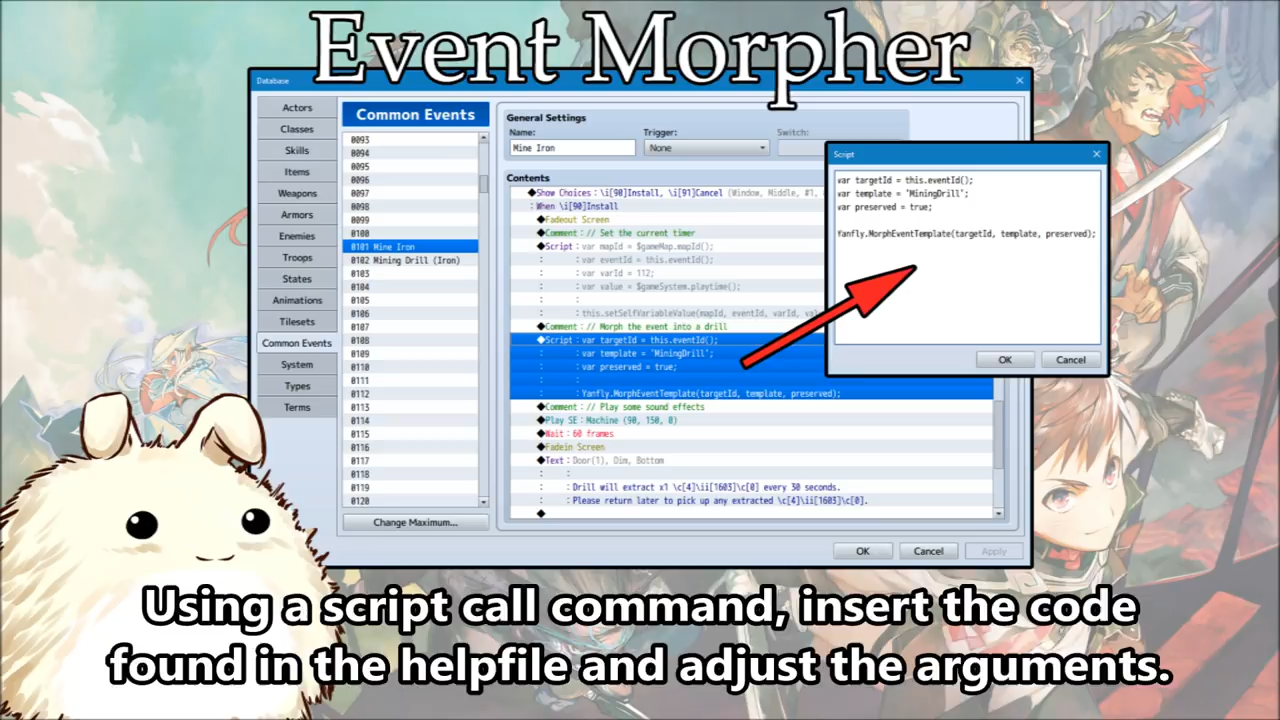 Event Morpher
Database
Actors
Classes
Skills
Items
Weapons
Armors
Enemies
Troops
States
Animations
Tilesets
Common Events
System
Types
Terms
Common Events
0093
0094
0095
0096
0097
0098
0099
0100
0101 Mine Iron
0102 Mining Drill (Iron)
0103
0104
0105
0106
0107
0108
0109
0110
0111
0112
0113
0114
0115
0116
0117
0118
0119
0120
Change Maximum...
General Settings
Name:
Trigger:
Switch:
Mine Iron
None
Contents
◆Show Choices : \i[90]Install, \i[91]Cancel (Window, Middle, #1,
: When \i[90]Install
◆Fadeout Screen
◆Comment : // Set the current timer
◆Script : var mapId = $gameMap.mapId();
: : var eventId = this.eventId();
: : var varId = 112;
: : var value = $gameSystem.playtime();
: :
: : this.setSelfVariableValue(mapId, eventId, varId, val
◆Comment : // Morph the event into a drill
◆Script : var targetId = this.eventId();
: : var template = 'MiningDrill';
: : var preserved = true;
: :
: : Yanfly.MorphEventTemplate(targetId, template, preserved);
◆Comment : // Play some sound effects
◆Play SE : Machine (90, 150, 0)
◆Wait : 60 frames
◆Fadein Screen
◆Text : Door(1), Dim, Bottom
: :
: : Drill will extract x1 \c[4]\ii[1603]\c[0] every 30 seconds.
: : Please return later to pick up any extracted \c[4]\ii[1603]\c[0].
◆
OK
Cancel
Apply
Script
var targetId = this.eventId();
var template = 'MiningDrill';
var preserved = true;
Yanfly.MorphEventTemplate(targetId, template, preserved);
OK
Cancel
Using a script call command, insert the code
found in the helpfile and adjust the arguments.